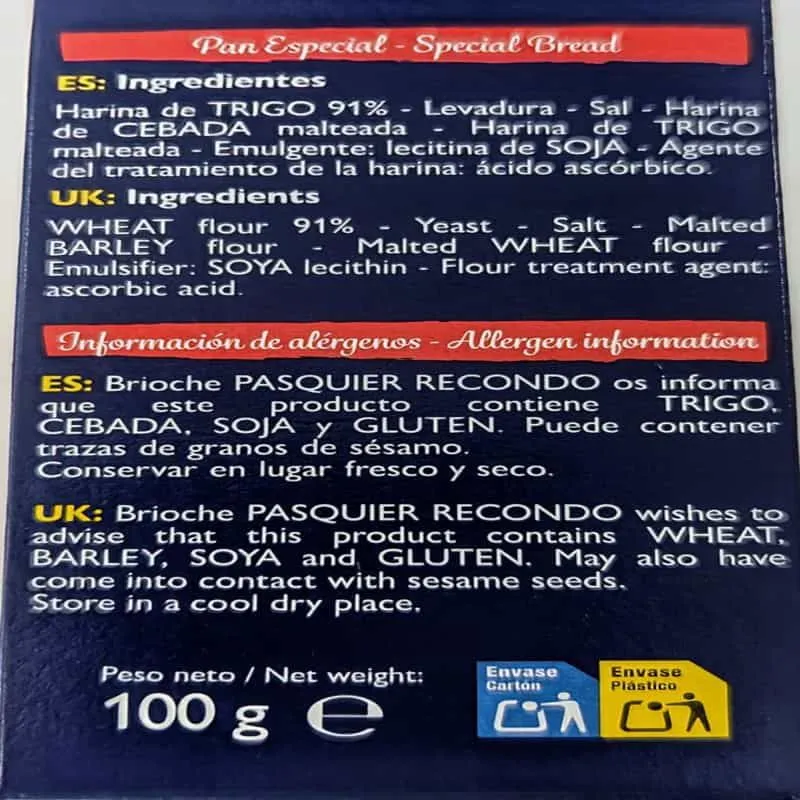 Pan Especial - Special Bread
ES: Ingredientes
Harina de TRIGO 91% - Levadura - Sal - Harina
de CEBADA malteada - Harina de TRIGO
malteada - Emulgente: lecitina de SOJA - Agente
del tratamiento de la harina: ácido ascórbico.
UK: Ingredients
WHEAT flour 91% - Yeast - Salt - Malted
BARLEY flour - Malted WHEAT flour -
Emulsifier: SOYA lecithin - Flour treatment agent:
ascorbic acid.
Información de alérgenos - Allergen information
ES: Brioche PASQUIER RECONDO os informa
que este producto contiene TRIGO,
CEBADA, SOJA y GLUTEN. Puede contener
trazas de granos de sésamo.
Conservar en lugar fresco y seco.
UK: Brioche PASQUIER RECONDO wishes to
advise that this product contains WHEAT,
BARLEY, SOYA and GLUTEN. May also have
come into contact with sesame seeds.
Store in a cool dry place.
Peso neto / Net weight:
100 g ℮
Envase
Cartón
Envase
Plástico